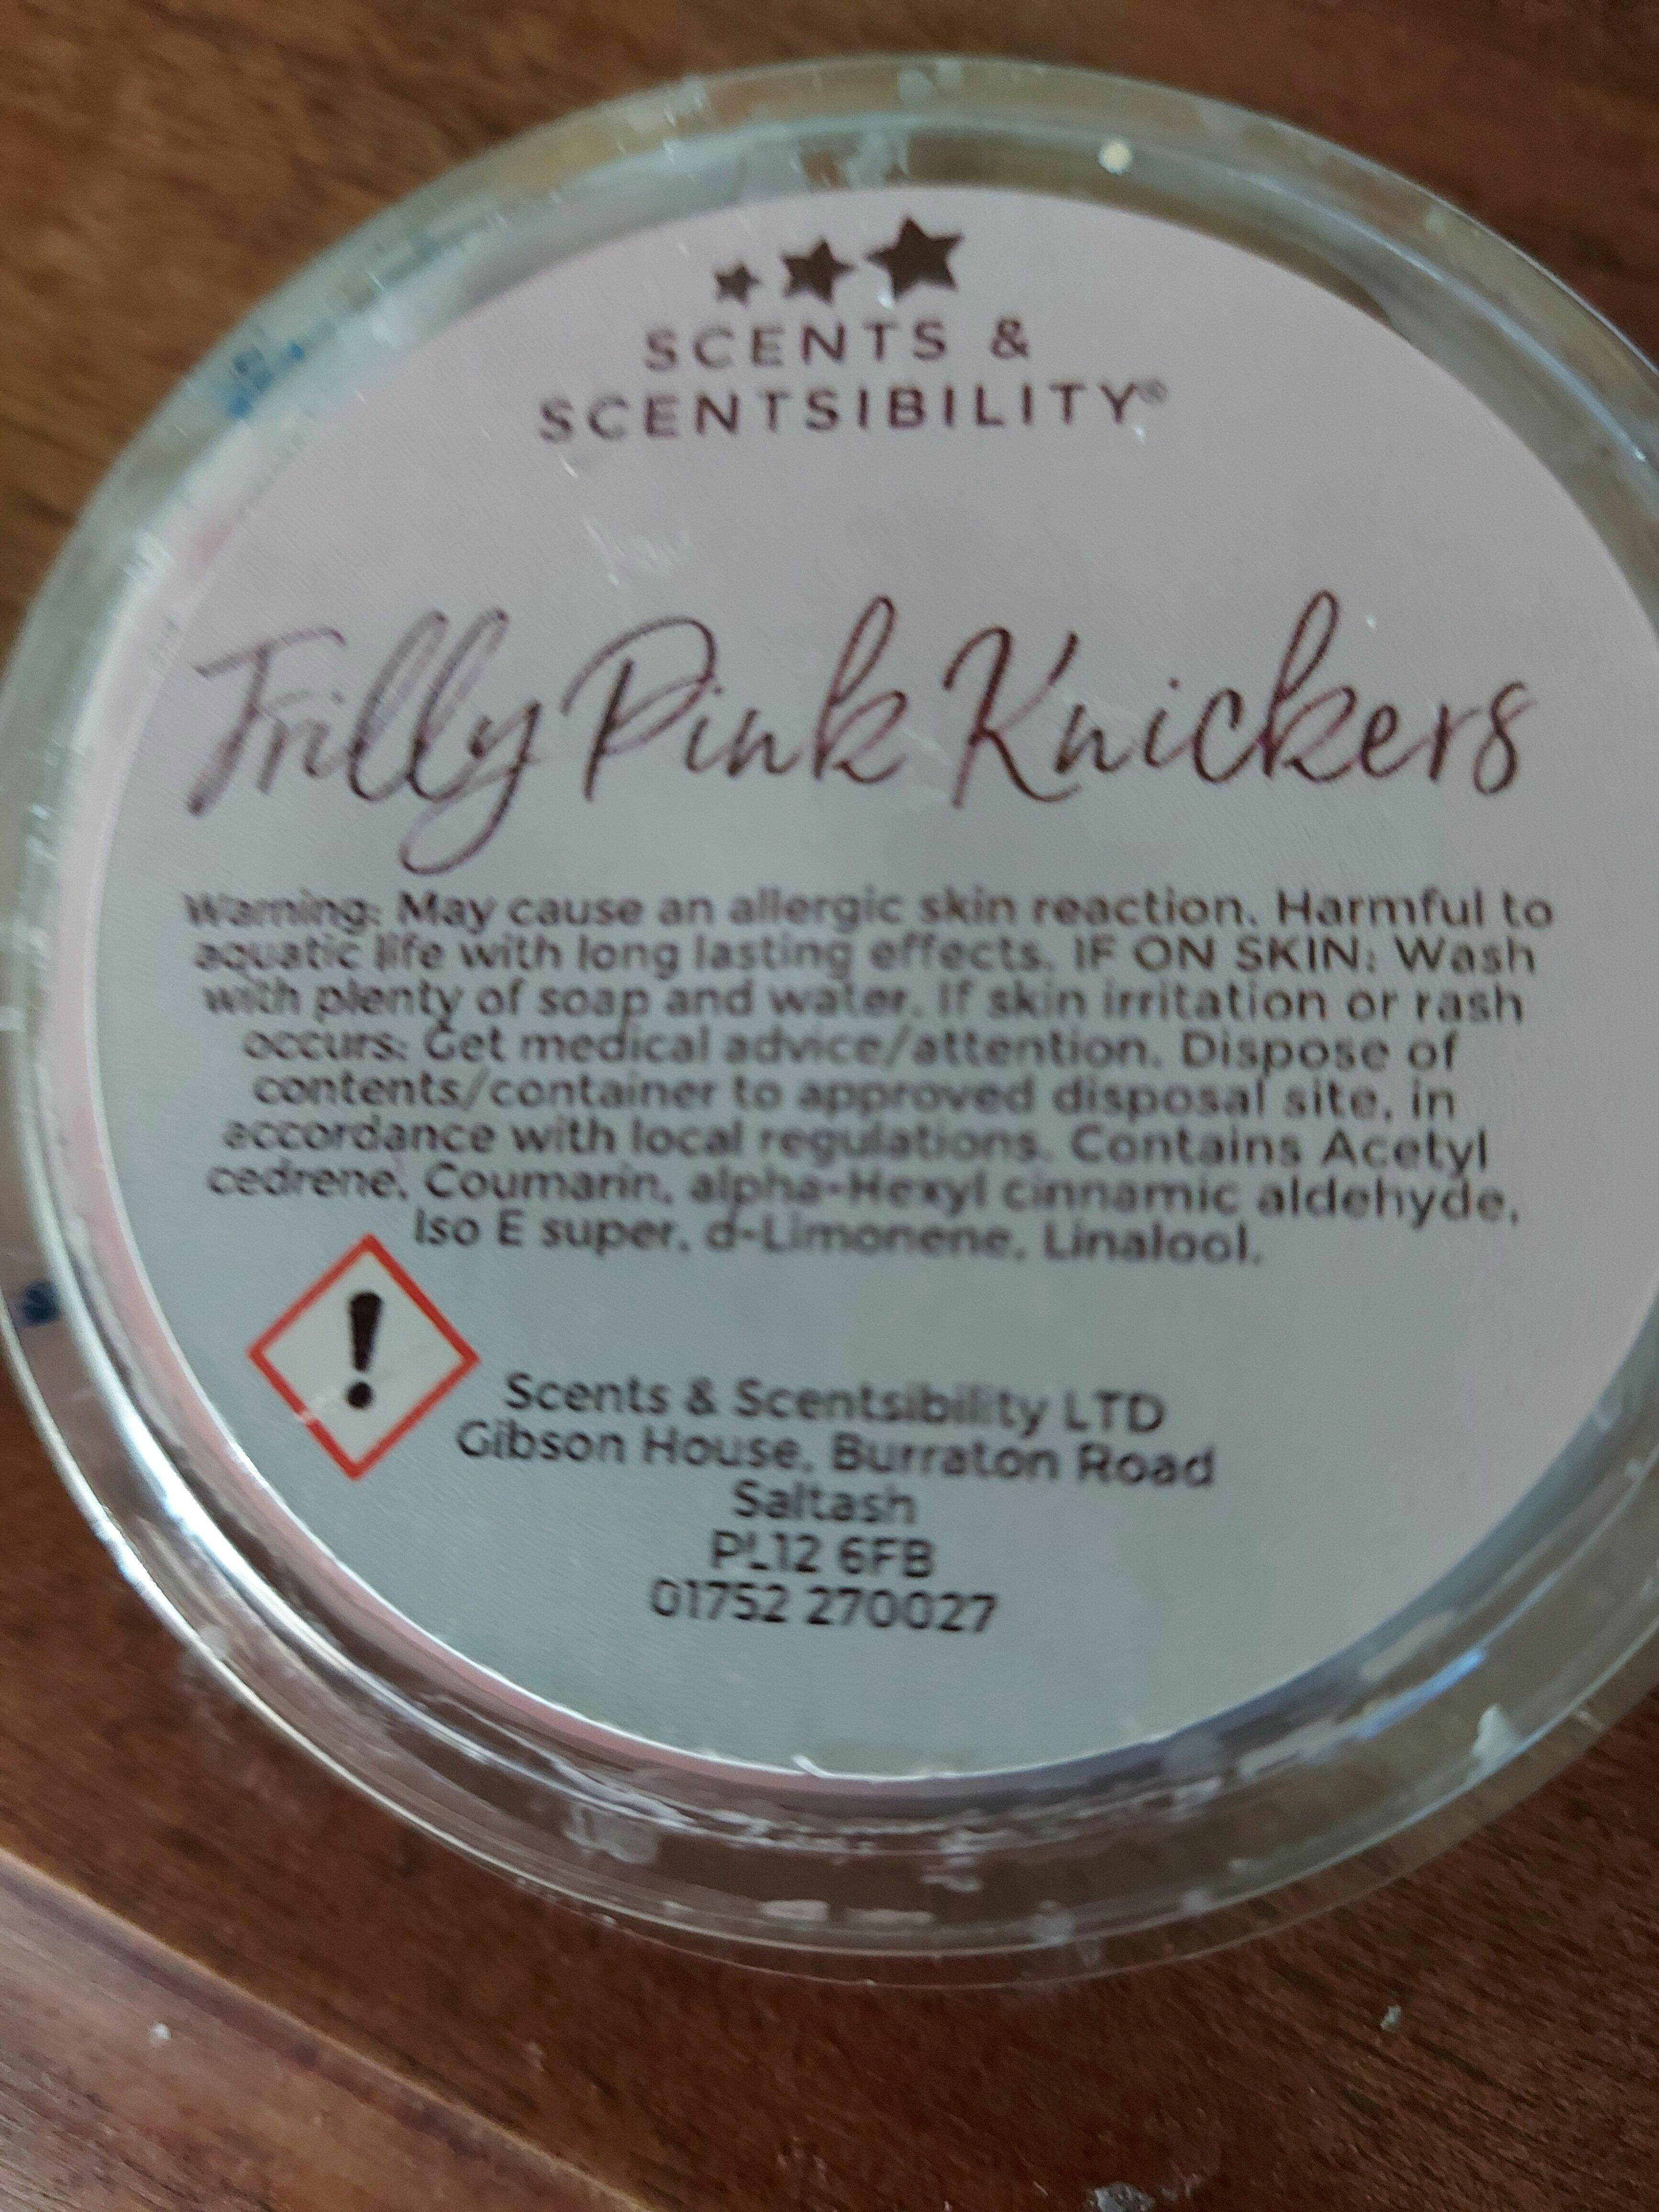 SCENTS &
SCENTSIBILITY®
Frilly Pink Knickers
Warning: May cause an allergic skin reaction. Harmful to
aquatic life with long lasting effects. IF ON SKIN: Wash
with plenty of soap and water. If skin irritation or rash
occurs: Get medical advice/attention. Dispose of
contents/container to approved disposal site, in
accordance with local regulations. Contains Acetyl
cedrene, Coumarin, alpha-Hexyl cinnamic aldehyde,
Iso E super, d-Limonene, Linalool.
Scents & Scentsibility LTD
Gibson House, Burraton Road
Saltash
PL12 6FB
01752 270027